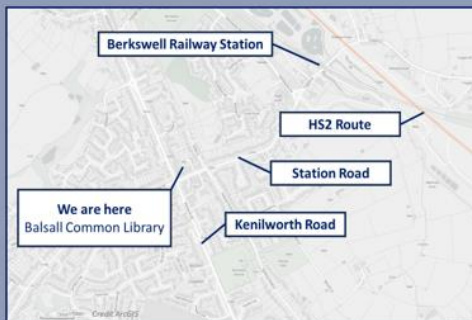 Berkswell Railway Station
HS2 Route
Station Road
We are here
Balsall Common Library
Kenilworth Road
Credit ArcGIS